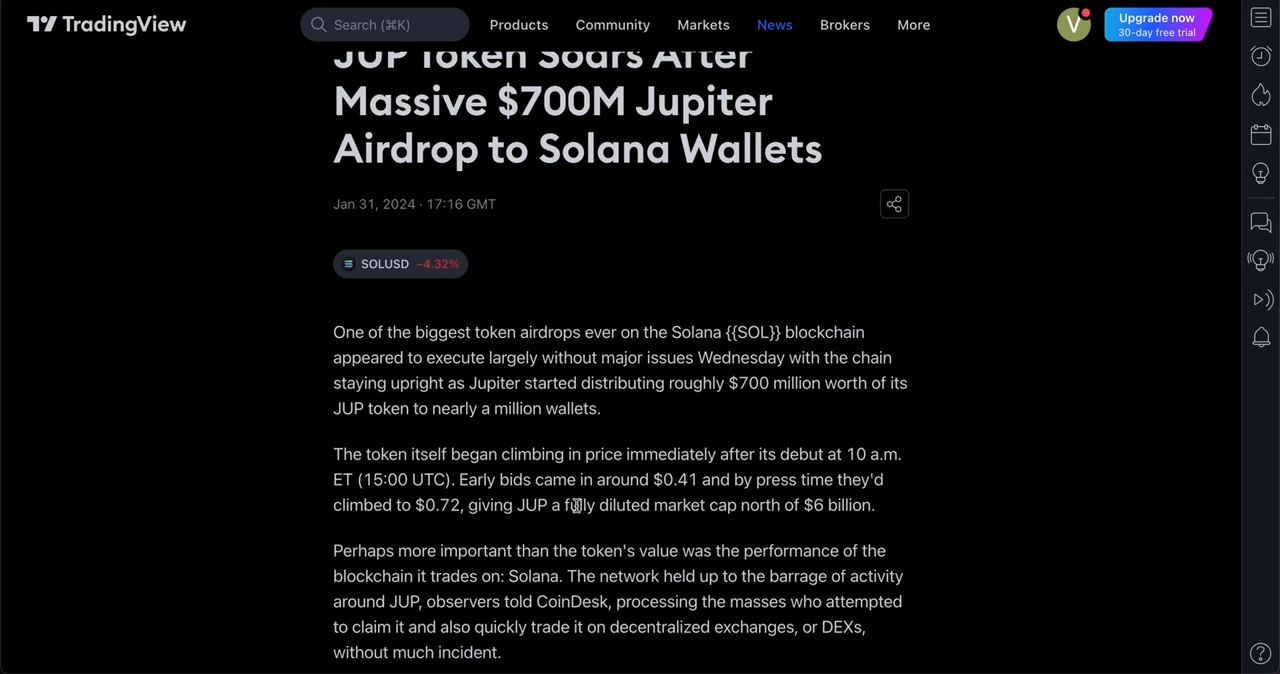 TradingView
Search (⌘K)
Products
Community
Markets
News
Brokers
More
V
Upgrade now
30-day free trial
JUP Token Soars After
Massive $700M Jupiter
Airdrop to Solana Wallets
Jan 31, 2024 · 17:16 GMT
SOLUSD −4.32%
One of the biggest token airdrops ever on the Solana {{SOL}} blockchain
appeared to execute largely without major issues Wednesday with the chain
staying upright as Jupiter started distributing roughly $700 million worth of its
JUP token to nearly a million wallets.
The token itself began climbing in price immediately after its debut at 10 a.m.
ET (15:00 UTC). Early bids came in around $0.41 and by press time they'd
climbed to $0.72, giving JUP a fully diluted market cap north of $6 billion.
Perhaps more important than the token's value was the performance of the
blockchain it trades on: Solana. The network held up to the barrage of activity
around JUP, observers told CoinDesk, processing the masses who attempted
to claim it and also quickly trade it on decentralized exchanges, or DEXs,
without much incident.